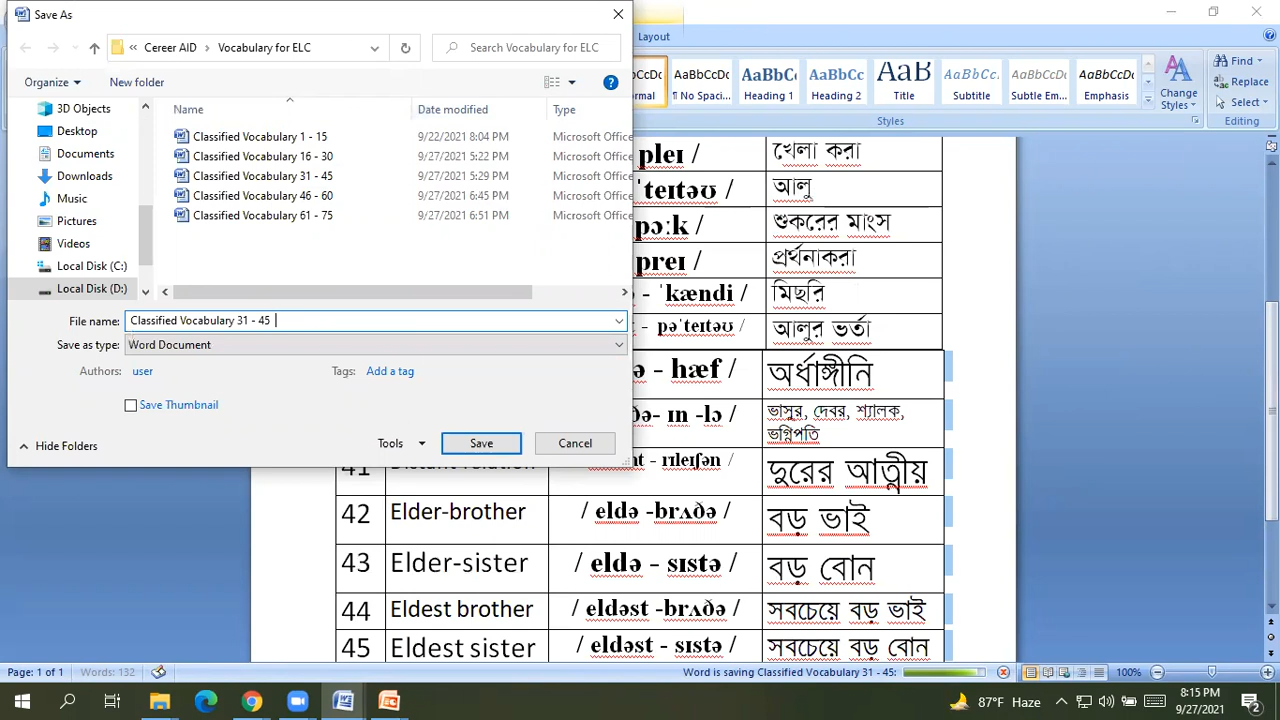 Save As
Layout
« Cereer AID > Vocabulary for ELC
Search Vocabulary for ELC
Organize
New folder
3D Objects
Desktop
Documents
Downloads
Music
Pictures
Videos
Local Disk (C:)
Local Disk (D:)
Name Date modified Type
Classified Vocabulary 1 - 15 9/22/2021 8:04 PM Microsoft Office
Classified Vocabulary 16 - 30 9/27/2021 5:22 PM Microsoft Office
Classified Vocabulary 31 - 45 9/27/2021 5:29 PM Microsoft Office
Classified Vocabulary 46 - 60 9/27/2021 6:45 PM Microsoft Office
Classified Vocabulary 61 - 75 9/27/2021 6:51 PM Microsoft Office
File name: Classified Vocabulary 31 - 45
Save as type: Word Document
Authors: user Tags: Add a tag
Save Thumbnail
Hide Folders
Tools Save Cancel
AaBbCcDc AaBbC AaBbCc AaB AaBbCc. AaBbCcDc AaBbCcDc
¶ No Spaci... Heading 1 Heading 2 Title Subtitle Subtle Em... Emphasis
Change Styles
Styles
Find
Replace
Select
Editing
pleɪ / খেলা করা
ˈteɪtəʊ / আলু
pɔːk / শুকরের মাংস
preɪ / প্রর্থনাকরা
- ˈkændi / মিছরি
- pəˈteɪtəʊ / আলুর ভর্তা
ə - hæf / অর্ধাঙ্গীনি
ðə- ɪn -lə / ভাসুর, দেবর, শ্যালক,
ভগ্নিপতি
41 Distant relation nt - rɪleɪʃən / দুরের আত্নীয়
42 Elder-brother / eldə -brʌðə / বড় ভাই
43 Elder-sister / eldə - sɪstə / বড় বোন
44 Eldest brother / eldəst -brʌðə / সবচেয়ে বড় ভাই
45 Eldest sister / eldəst - sɪstə / সবচেয়ে বড় বোন
Page: 1 of 1 Words: 132 Word is saving Classified Vocabulary 31 - 45: 100%
87°F Haze
8:15 PM
9/27/2021
2